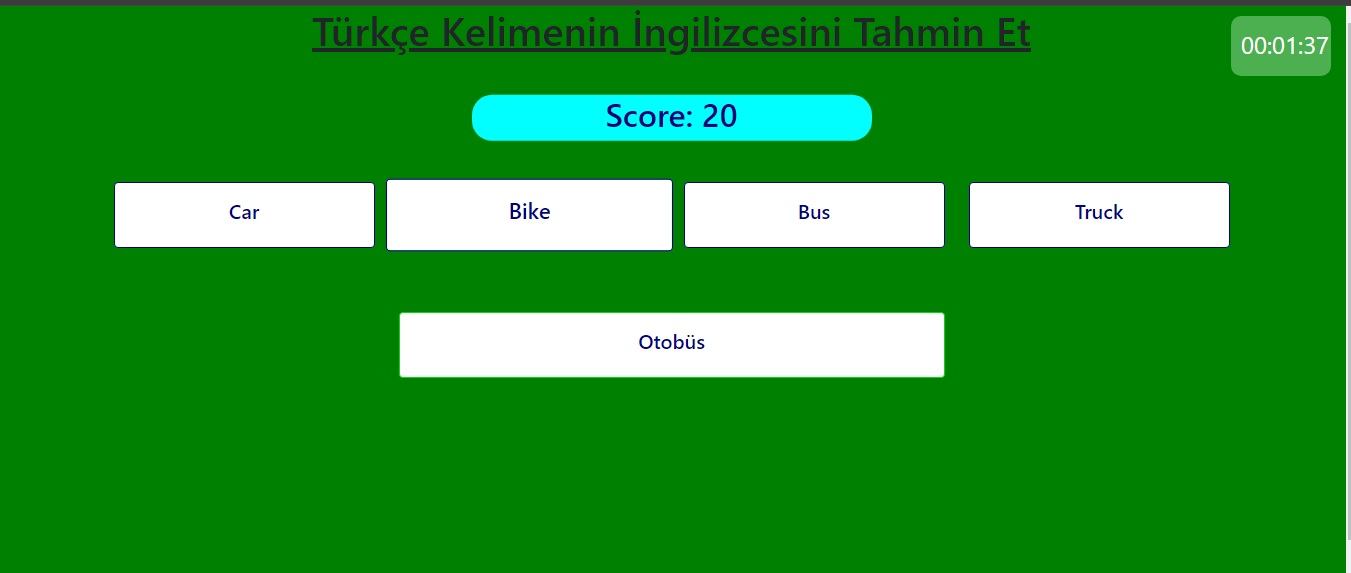 Türkçe Kelimenin İngilizcesini Tahmin Et
00:01:37
Score: 20
Car
Bike
Bus
Truck
Otobüs